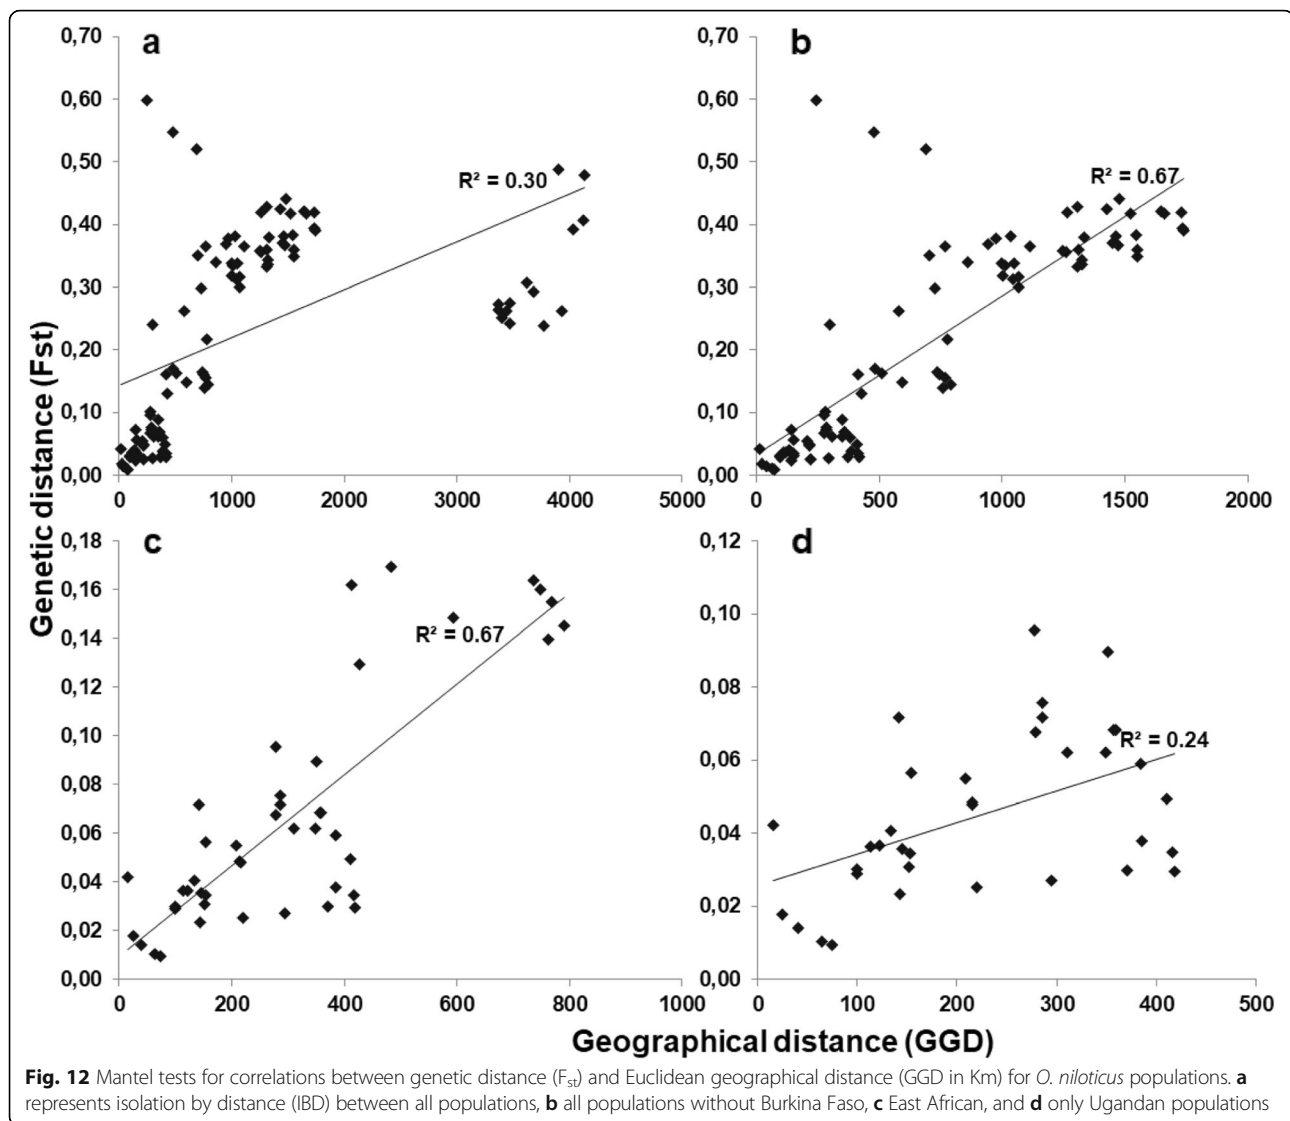 0,70
0,60
0,50
0,40
0,30
0,20
0,10
0,00
a
R² = 0.30
0 1000 2000 3000 4000 5000
0,70
0,60
0,50
0,40
0,30
0,20
0,10
0,00
b
R² = 0.67
0 500 1000 1500 2000
Genetic distance (Fst)
0,18
0,16
0,14
0,12
0,10
0,08
0,06
0,04
0,02
0,00
c
R² = 0.67
0 200 400 600 800 1000
0,12
0,10
0,08
0,06
0,04
0,02
0,00
d
R² = 0.24
0 100 200 300 400 500
Geographical distance (GGD)
Fig. 12 Mantel tests for correlations between genetic distance (Fst) and Euclidean geographical distance (GGD in Km) for O. niloticus populations. a
represents isolation by distance (IBD) between all populations, b all populations without Burkina Faso, c East African, and d only Ugandan populations